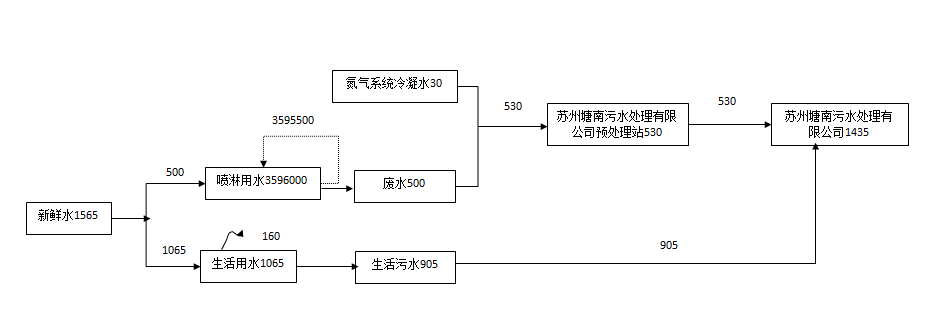 氮气系统冷凝水30
530
530
苏州塘南污水处理有限
公司预处理站530
苏州塘南污水处理有
限公司1435
3595500
500
喷淋用水3596000
废水500
新鲜水1565
1065
160
905
生活用水1065
生活污水905